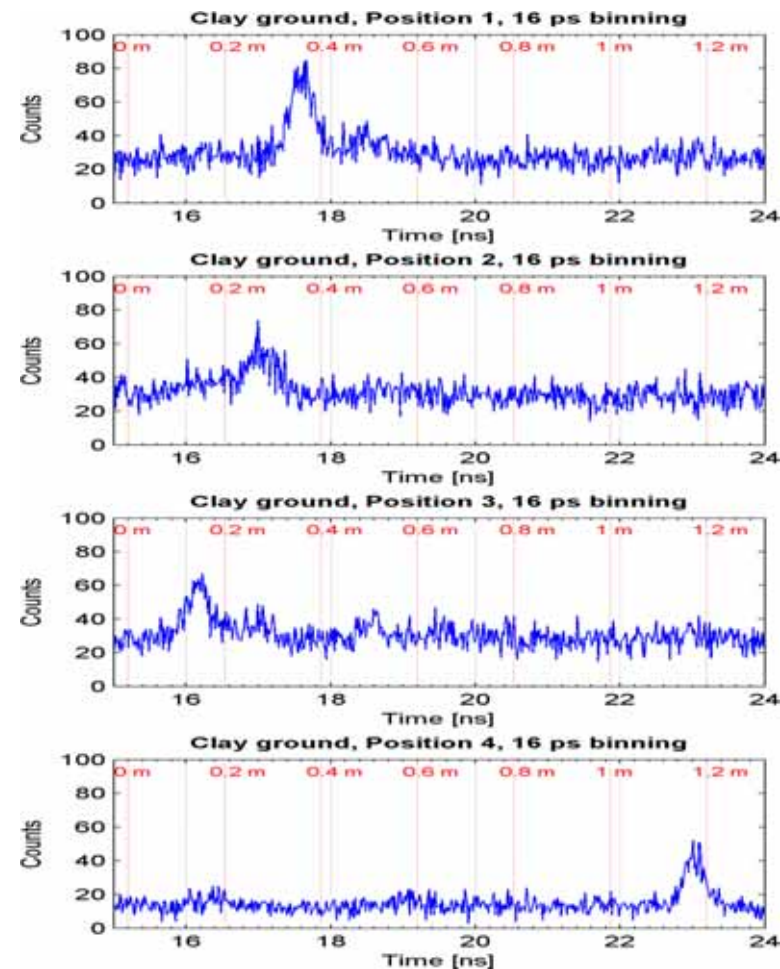 Clay ground, Position 1, 16 ps binning
100
0 m 0.2 m 0.4 m 0.6 m 0.8 m 1 m 1.2 m
80
60
40
20
0
Counts
16 18 20 22 24
Time [ns]
Clay ground, Position 2, 16 ps binning
100
0 m 0.2 m 0.4 m 0.6 m 0.8 m 1 m 1.2 m
80
60
40
20
0
Counts
16 18 20 22 24
Time [ns]
Clay ground, Position 3, 16 ps binning
100
0 m 0.2 m 0.4 m 0.6 m 0.8 m 1 m 1.2 m
80
60
40
20
0
Counts
16 18 20 22 24
Time [ns]
Clay ground, Position 4, 16 ps binning
100
0 m 0.2 m 0.4 m 0.6 m 0.8 m 1 m 1.2 m
80
60
40
20
0
Counts
16 18 20 22 24
Time [ns]